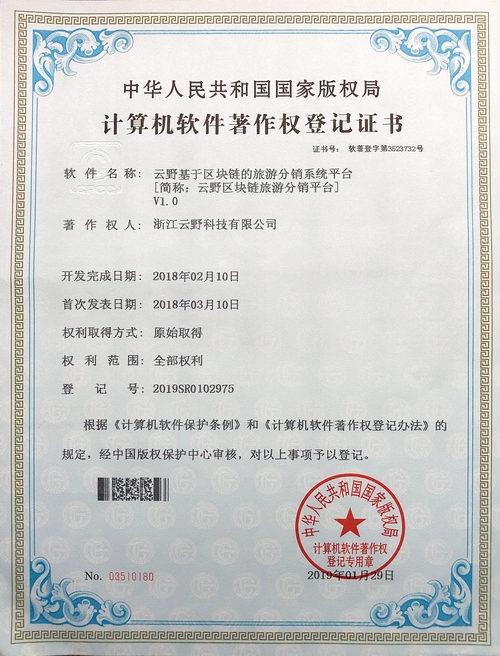 中华人民共和国国家版权局
计算机软件著作权登记证书
证书号： 软著登字第3523732号
软件名称： 云野基于区块链的旅游分销系统平台
[简称：云野区块链旅游分销平台]
V1.0
著作权人： 浙江云野科技有限公司
开发完成日期： 2018年02月10日
首次发表日期： 2018年03月10日
权利取得方式： 原始取得
权利范围： 全部权利
登记号： 2019SR0102975
根据《计算机软件保护条例》和《计算机软件著作权登记办法》的
规定，经中国版权保护中心审核，对以上事项予以登记。
中华人民共和国国家版权局
计算机软件著作权
登记专用章
No. 03510180
2019年01月29日